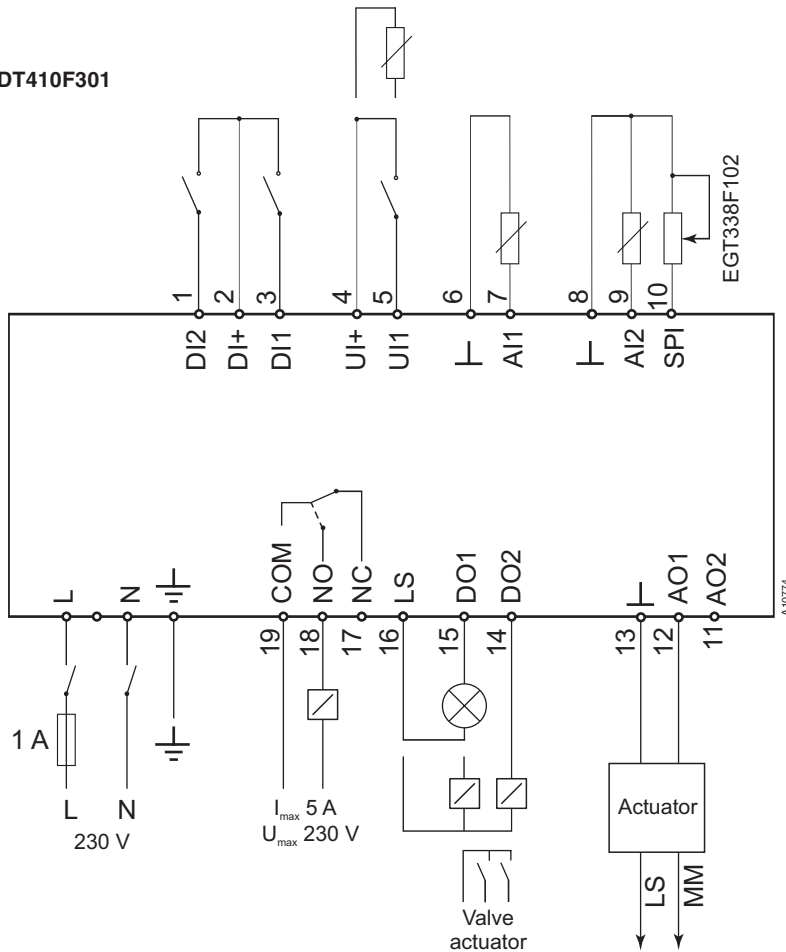 DT410F301
EGT338F102
1
2
3
4
5
6
7
8
9
10
DI2
DI+
DI1
UI+
UI1
AI1
AI2
SPI
L
N
COM
NO
NC
LS
DO1
DO2
AO1
AO2
19
18
17
16
15
14
13
12
11
A10774
1 A
L
N
230 V
Imax 5 A
Umax 230 V
Actuator
LS
MM
Valve
actuator